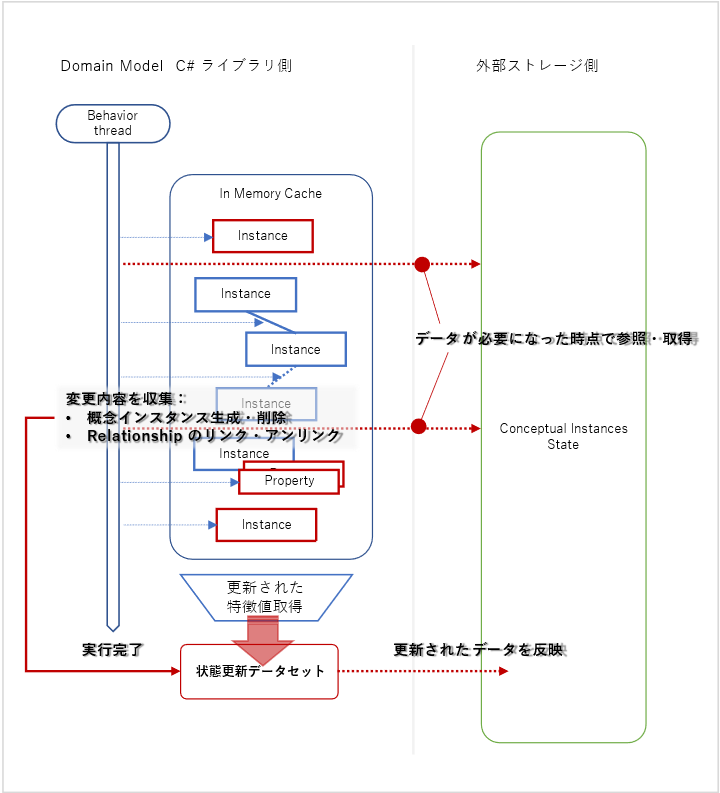 Domain Model C# ライブラリ側
外部ストレージ側
Behavior
thread
In Memory Cache
Instance
Instance
Instance
データが必要になった時点で参照・取得
変更内容を収集：
• 概念インスタンス生成・削除
• Relationship のリンク・アンリンク
Instance
Instance
Property
Instance
Conceptual Instances
State
更新された
特徴値取得
実行完了
状態更新データセット
更新されたデータを反映